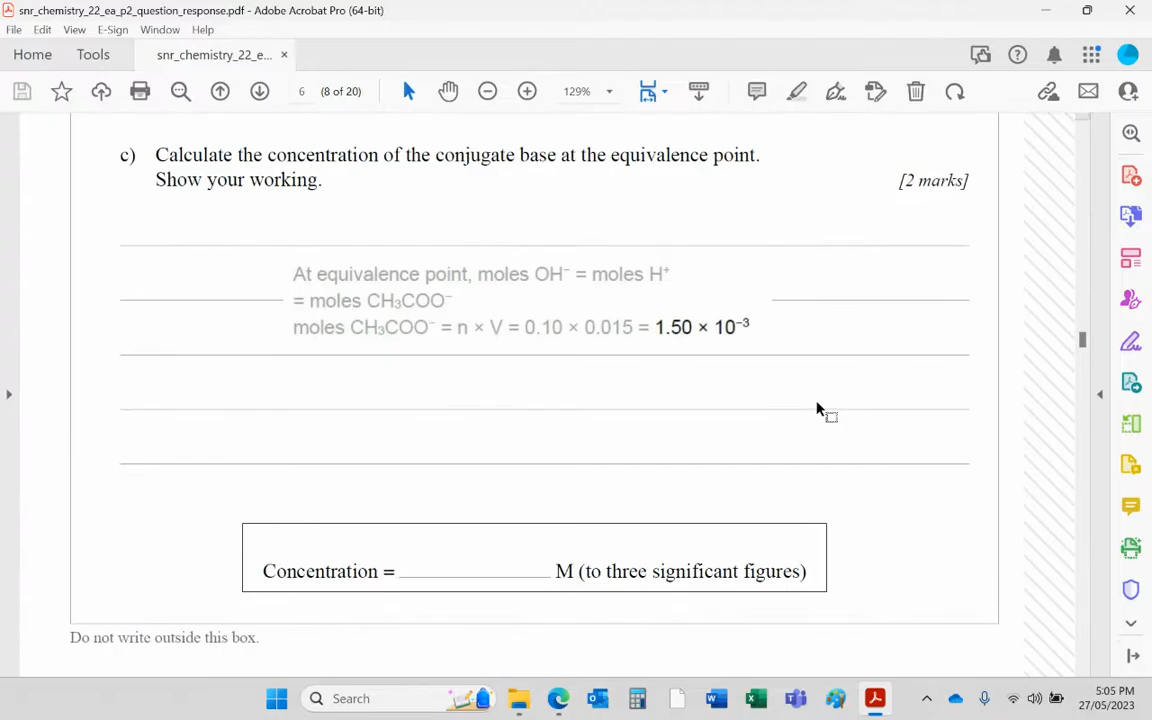 snr_chemistry_22_ea_p2_question_response.pdf - Adobe Acrobat Pro (64-bit)
File Edit View E-Sign Window Help
Home Tools snr_chemistry_22_e... ×
6 (8 of 20) 129%
c) Calculate the concentration of the conjugate base at the equivalence point.
Show your working. [2 marks]
At equivalence point, moles OH⁻ = moles H⁺
= moles CH₃COO⁻
moles CH₃COO⁻ = n × V = 0.10 × 0.015 = 1.50 × 10⁻³
Concentration = ____________ M (to three significant figures)
Do not write outside this box.
Search
5:05 PM
27/05/2023